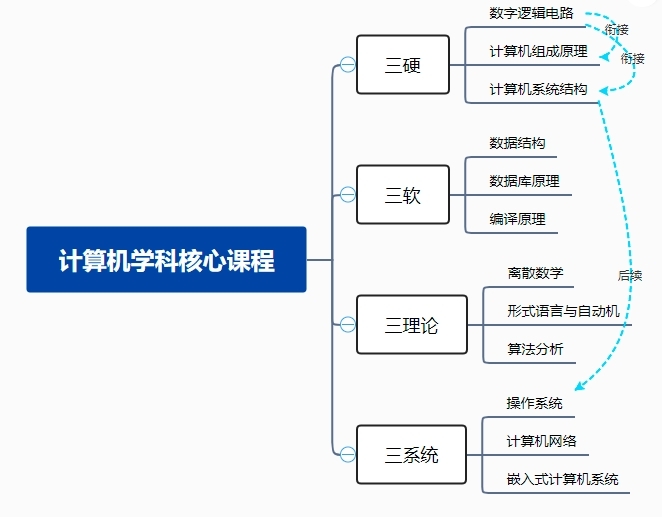 计算机学科核心课程
三硬
数字逻辑电路
衔接
计算机组成原理
衔接
计算机系统结构
三软
数据结构
数据库原理
编译原理
后续
三理论
离散数学
形式语言与自动机
算法分析
三系统
操作系统
计算机网络
嵌入式计算机系统